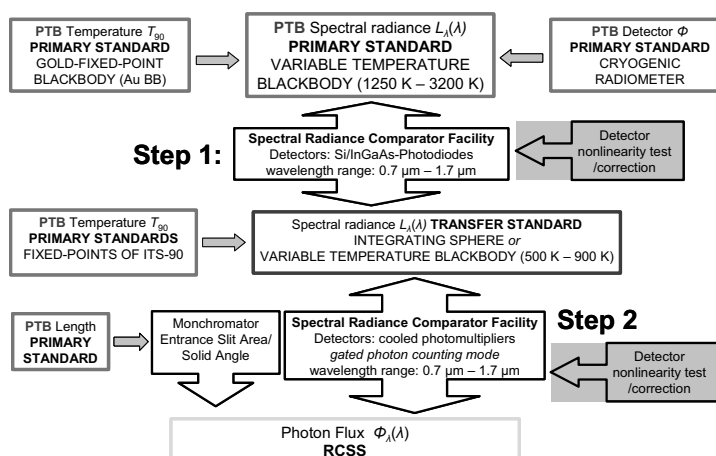 PTB Temperature T90
PRIMARY STANDARD
GOLD-FIXED-POINT
BLACKBODY (Au BB)
PTB Spectral radiance Lλ(λ)
PRIMARY STANDARD
VARIABLE TEMPERATURE
BLACKBODY (1250 K – 3200 K)
PTB Detector Φ
PRIMARY STANDARD
CRYOGENIC
RADIOMETER
Step 1:
Spectral Radiance Comparator Facility
Detectors: Si/InGaAs-Photodiodes
wavelength range: 0.7 μm – 1.7 μm
Detector
nonlinearity test
/correction
PTB Temperature T90
PRIMARY STANDARDS
FIXED-POINTS OF ITS-90
Spectral radiance Lλ(λ) TRANSFER STANDARD
INTEGRATING SPHERE or
VARIABLE TEMPERATURE BLACKBODY (500 K – 900 K)
PTB Length
PRIMARY
STANDARD
Monchromator
Entrance Slit Area/
Solid Angle
Spectral Radiance Comparator Facility
Detectors: cooled photomultipliers
gated photon counting mode
wavelength range: 0.7 μm – 1.7 μm
Step 2
Detector
nonlinearity test
/correction
Photon Flux Φλ(λ)
RCSS